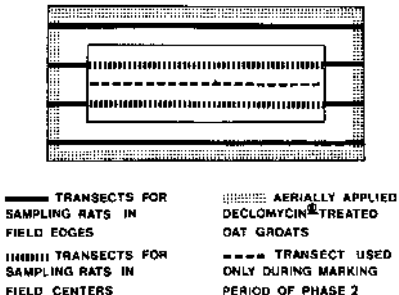 TRANSECTS FOR
SAMPLING RATS IN
FIELD EDGES
TRANSECTS FOR
SAMPLING RATS IN
FIELD CENTERS
AERIALLY APPLIED
DECLOMYCIN® TREATED
OAT GROATS
TRANSECT USED
ONLY DURING MARKING
PERIOD OF PHASE 2